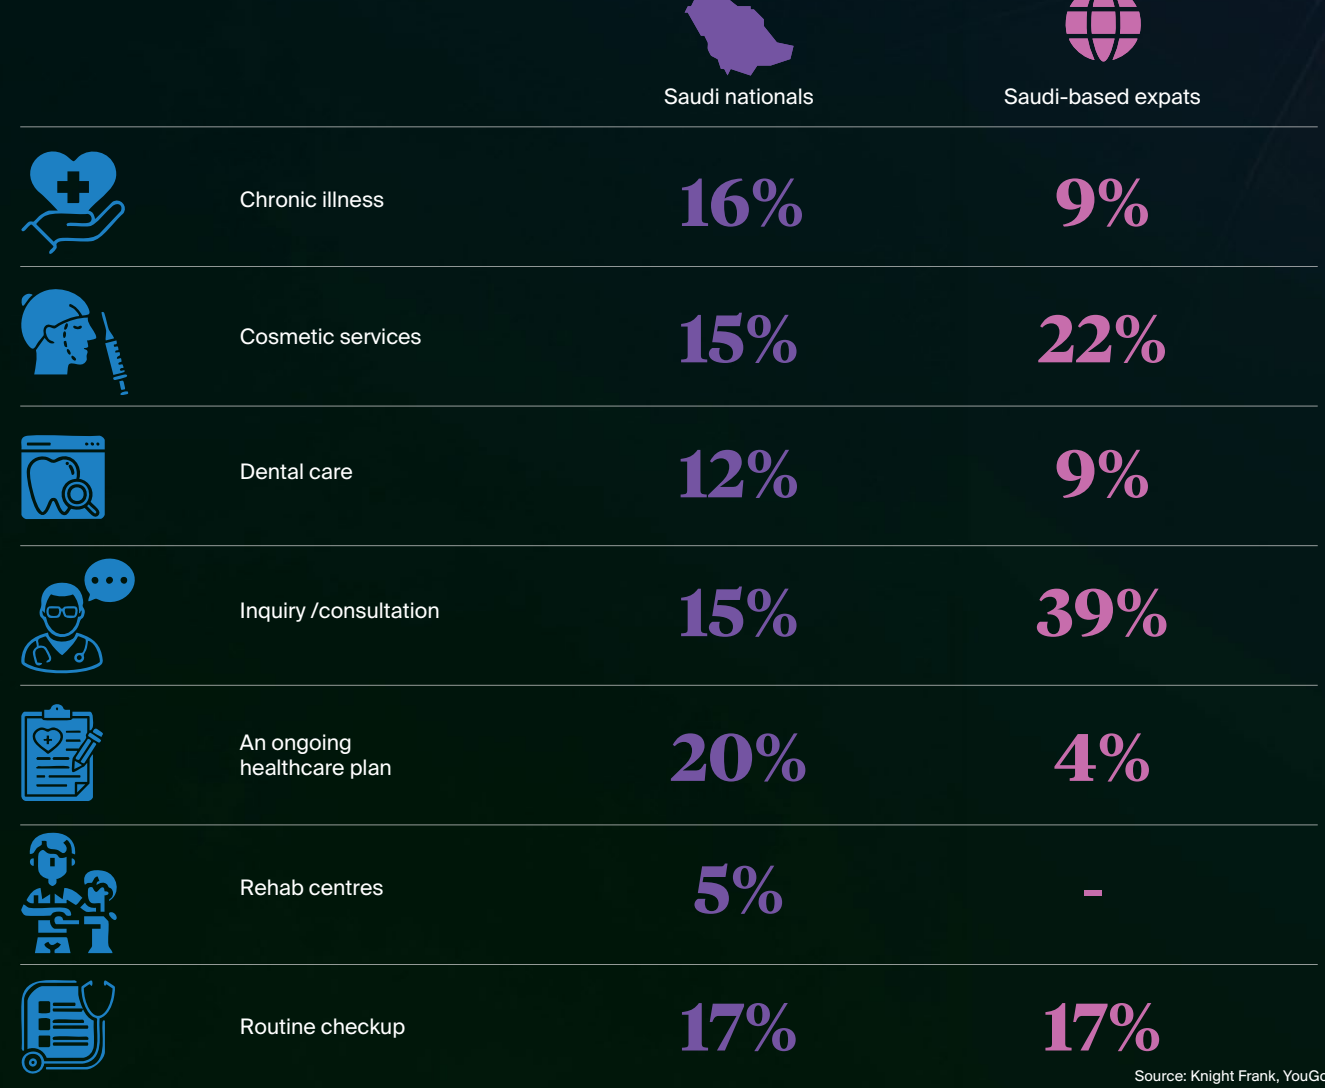 Saudi nationals
Saudi-based expats
Chronic illness
16%
9%
Cosmetic services
15%
22%
Dental care
12%
9%
Inquiry /consultation
15%
39%
An ongoing
healthcare plan
20%
4%
Rehab centres
5%
-
Routine checkup
17%
17%
Source: Knight Frank,